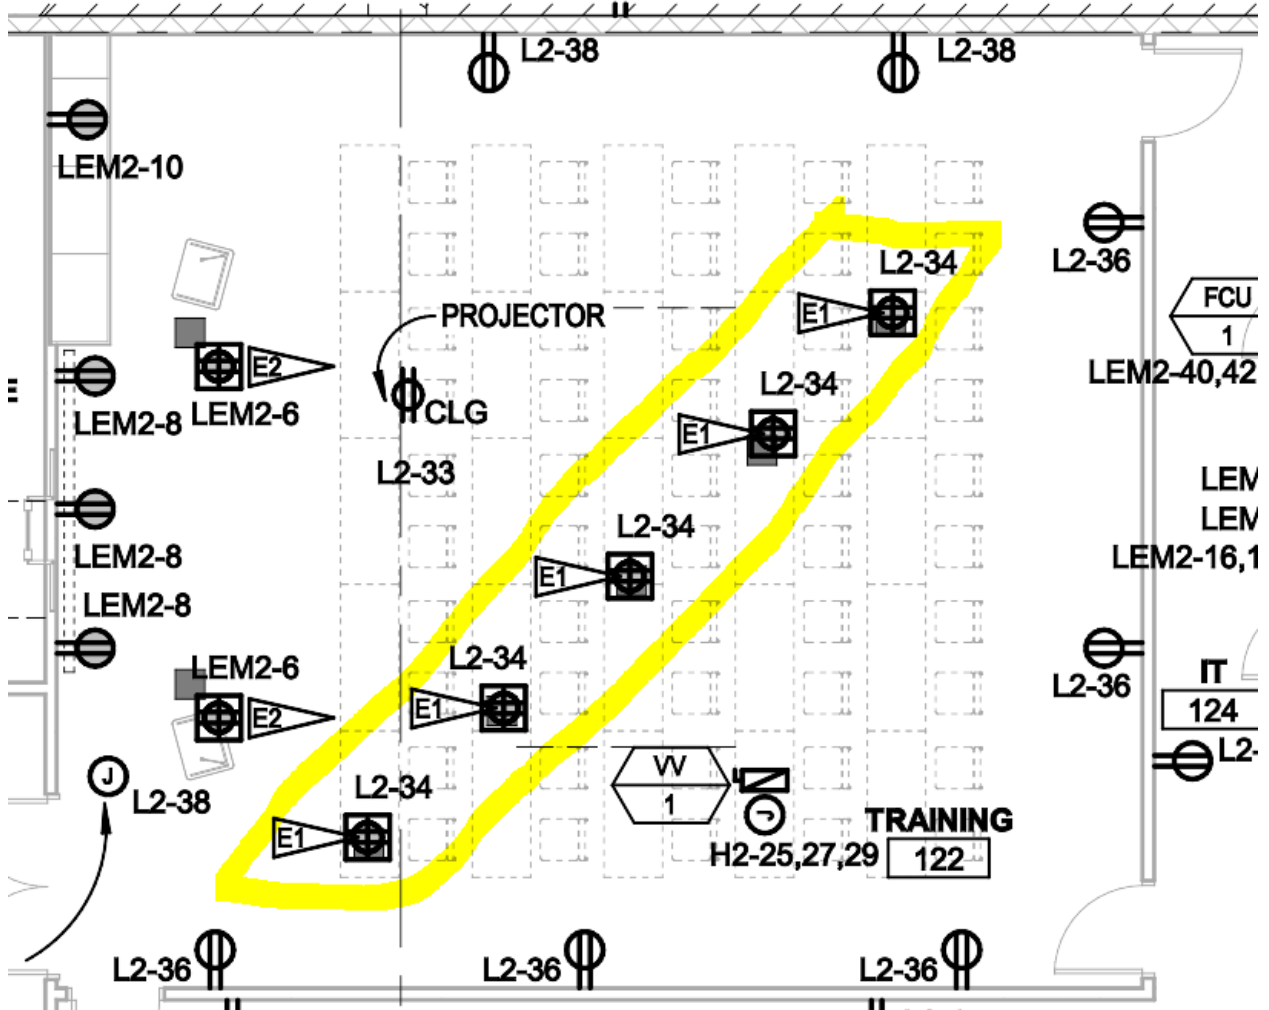 L2-38
L2-38
LEM2-10
L2-36
L2-34
FCU
1
E1
PROJECTOR
E2
LEM2-40,42
L2-34
LEM2-8
LEM2-6
CLG
E1
L2-33
LEM
LEM
L2-34
LEM2-8
LEM2-16,1
E1
LEM2-8
L2-34
LEM2-6
L2-36
IT
124
E1
E2
L2-
VV
1
J
L2-38
L2-34
J
TRAINING
122
E1
H2-25,27,29
L2-36
L2-36
L2-36